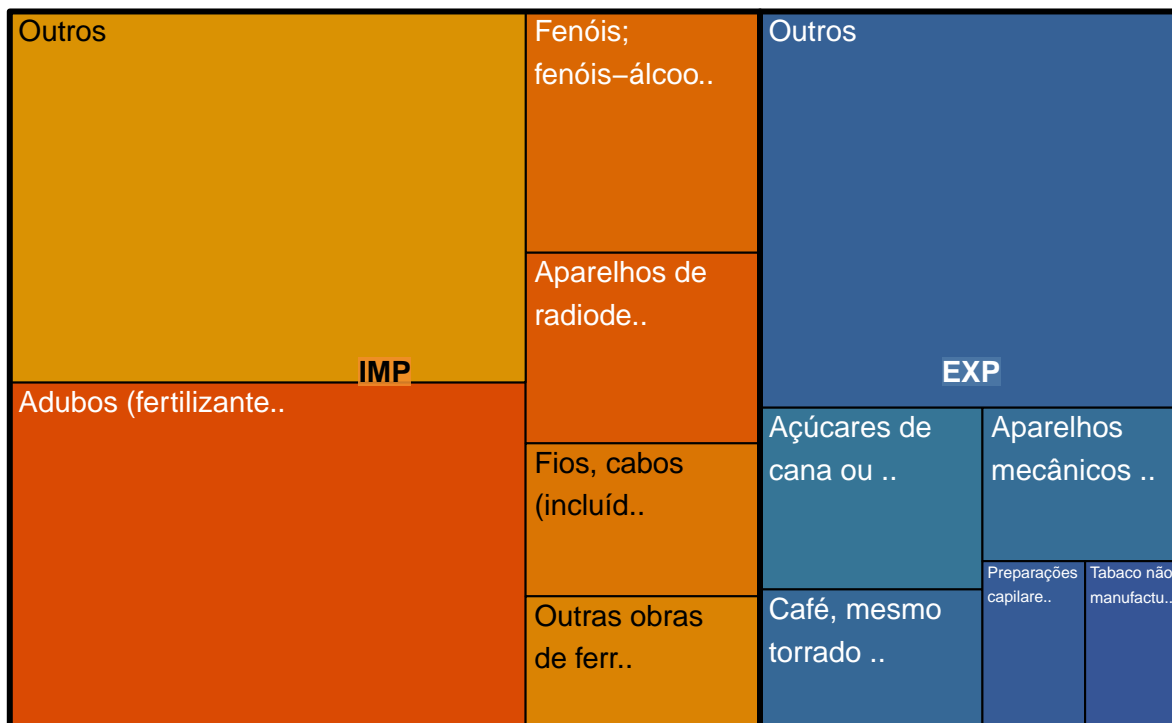 Outros
Adubos (fertilizante..
IMP
Fenóis;
fenóis−álcoo..
Aparelhos de
radiode..
Fios, cabos
(incluíd..
Outras obras
de ferr..
Outros
EXP
Açúcares de
cana ou ..
Café, mesmo
torrado ..
Aparelhos
mecânicos ..
Preparações
capilare..
Tabaco não
manufactu..